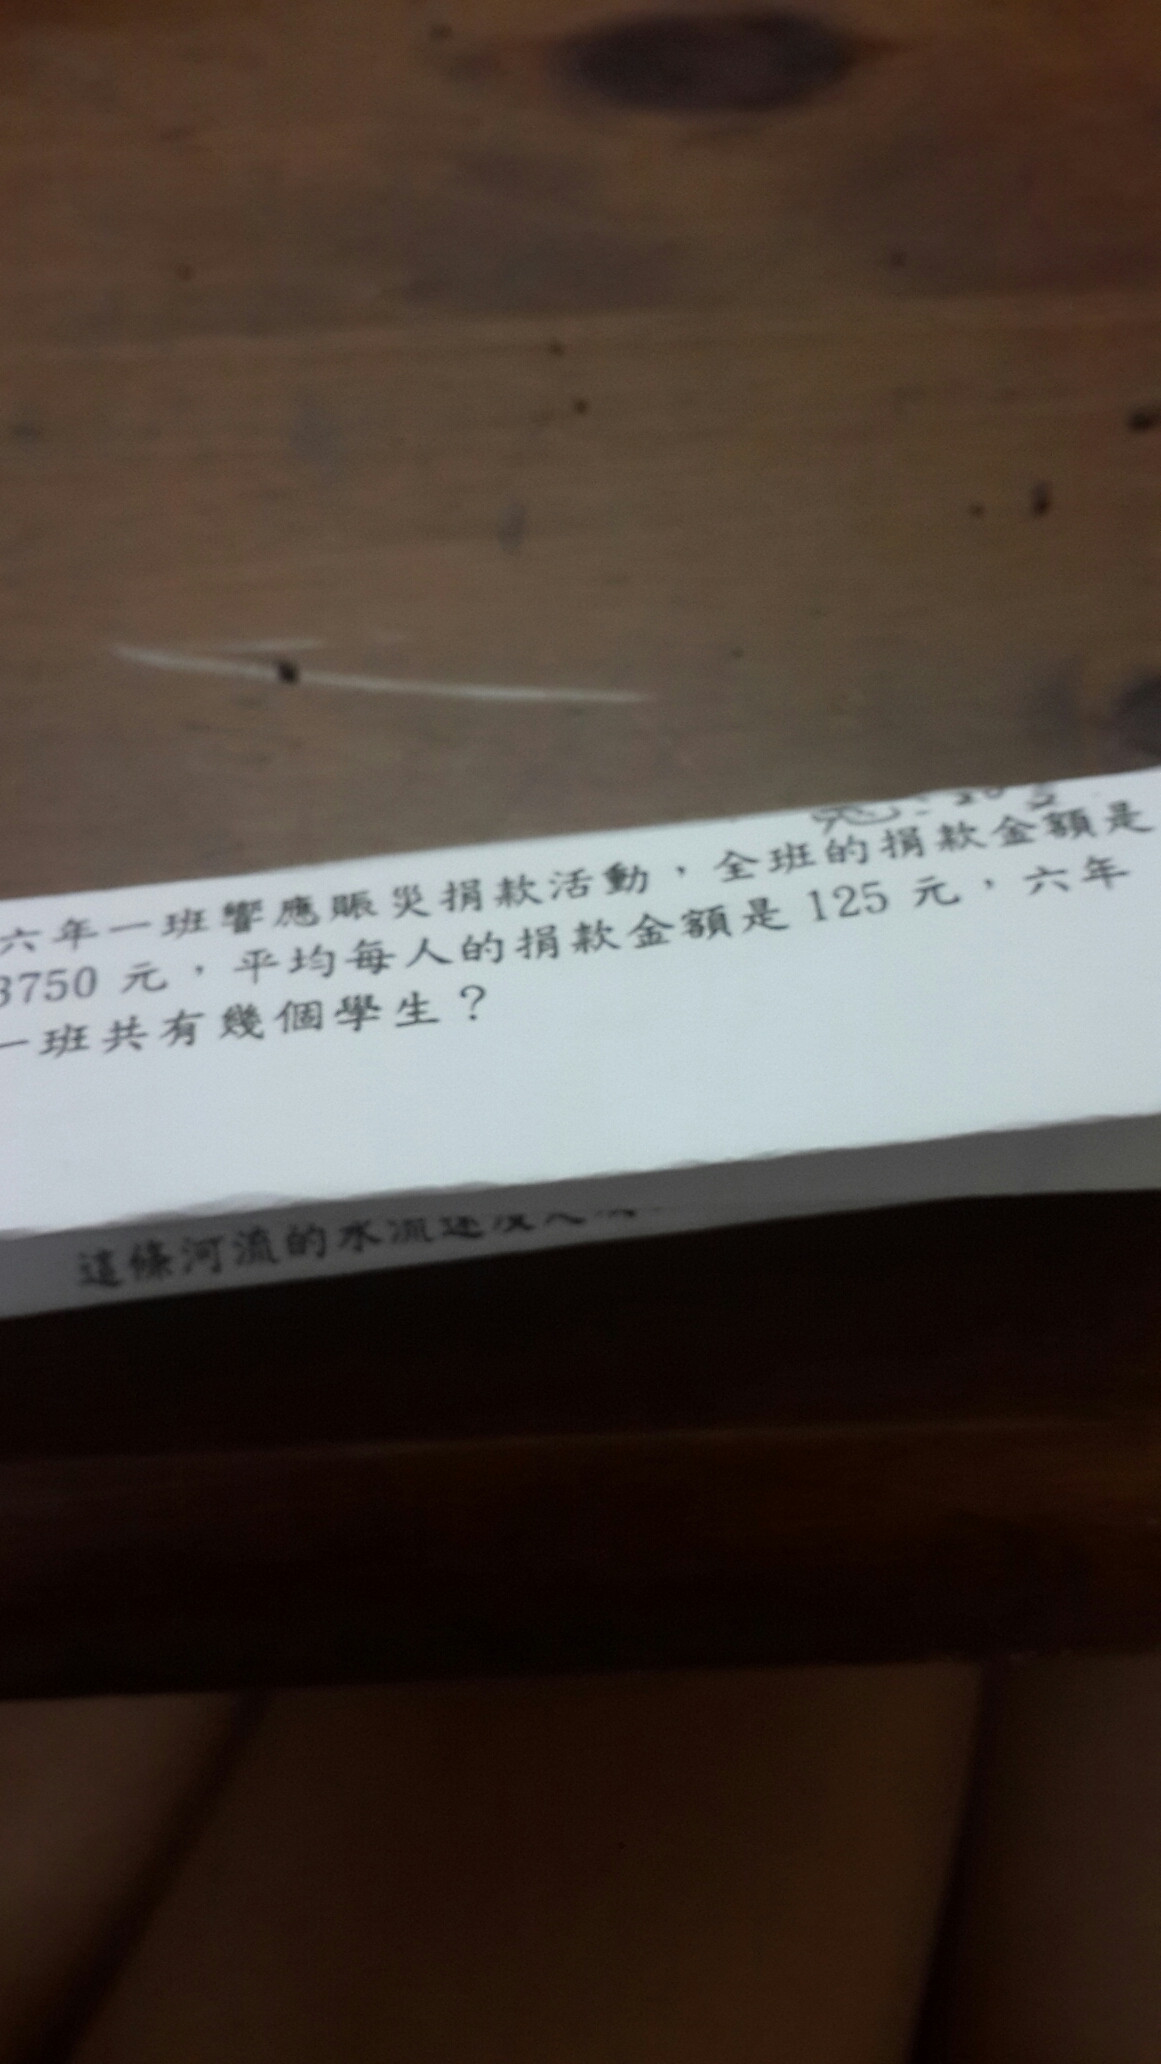 六年一班響應賑災捐款活動，全班的捐款金額是
3750 元，平均每人的捐款金額是 125 元，六年
一班共有幾個學生？
這條河流的水流速度